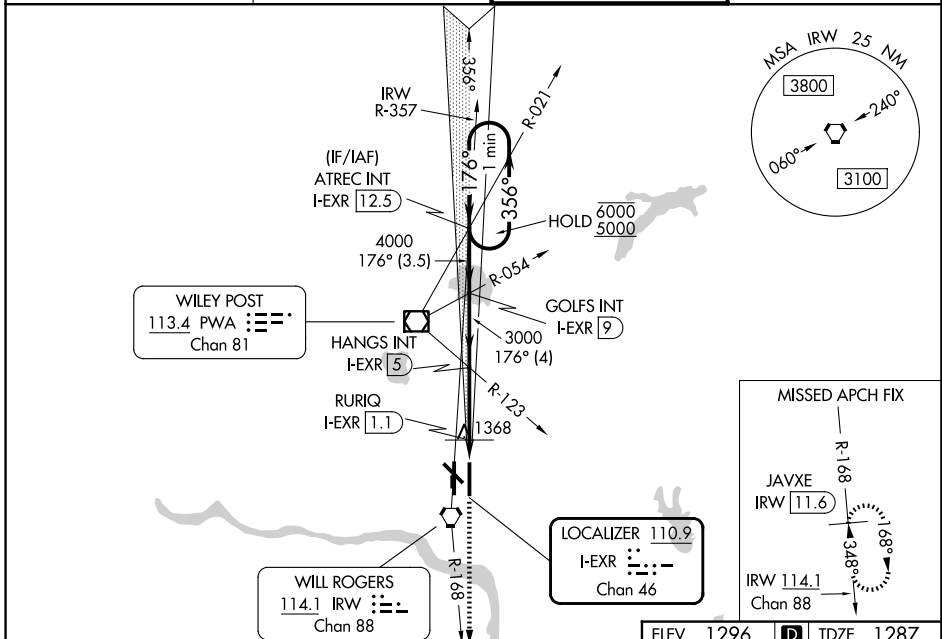 356°
IRW
R-357
R-021
1 min
176°
356°
(IF/IAF)
ATREC INT
I-EXR 12.5
HOLD 6000
5000
4000
176° (3.5)
R-054
GOLFS INT
I-EXR 9
WILEY POST
113.4 PWA
Chan 81
HANGS INT
I-EXR 5
3000
176° (4)
R-123
RURIQ
I-EXR 1.1
1368
LOCALIZER 110.9
I-EXR
Chan 46
WILL ROGERS
114.1 IRW
Chan 88
R-168
MSA IRW 25 NM
3800
240°
060°
3100
MISSED APCH FIX
R-168
JAVXE
IRW 11.6
168°
348°
IRW 114.1
Chan 88
ELEV 1296 D TDZE 1287